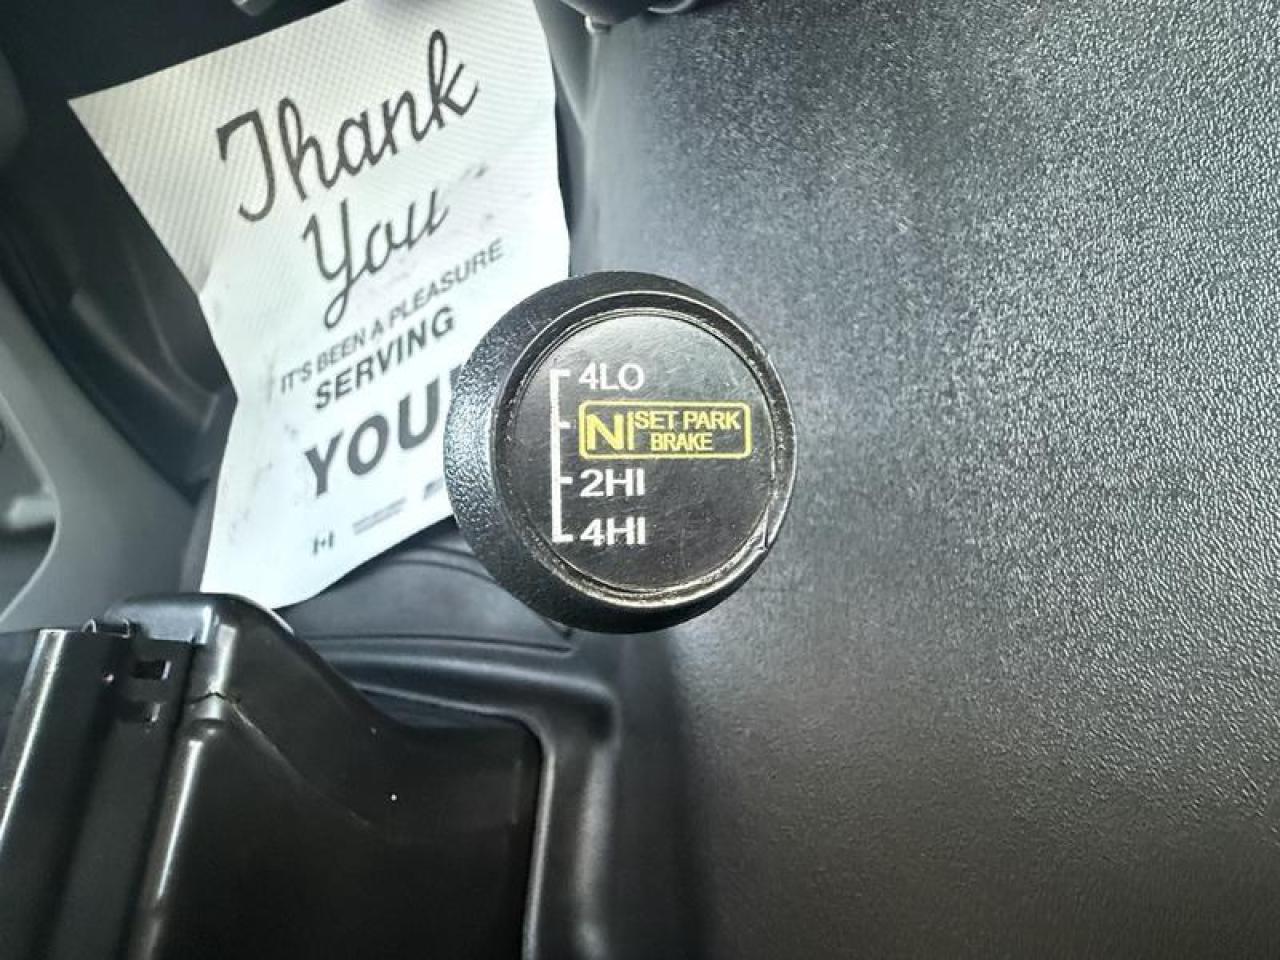 Thank
You
IT'S BEEN A PLEASURE
SERVING
YOU
4LO
N SET PARK
BRAKE
2HI
4HI